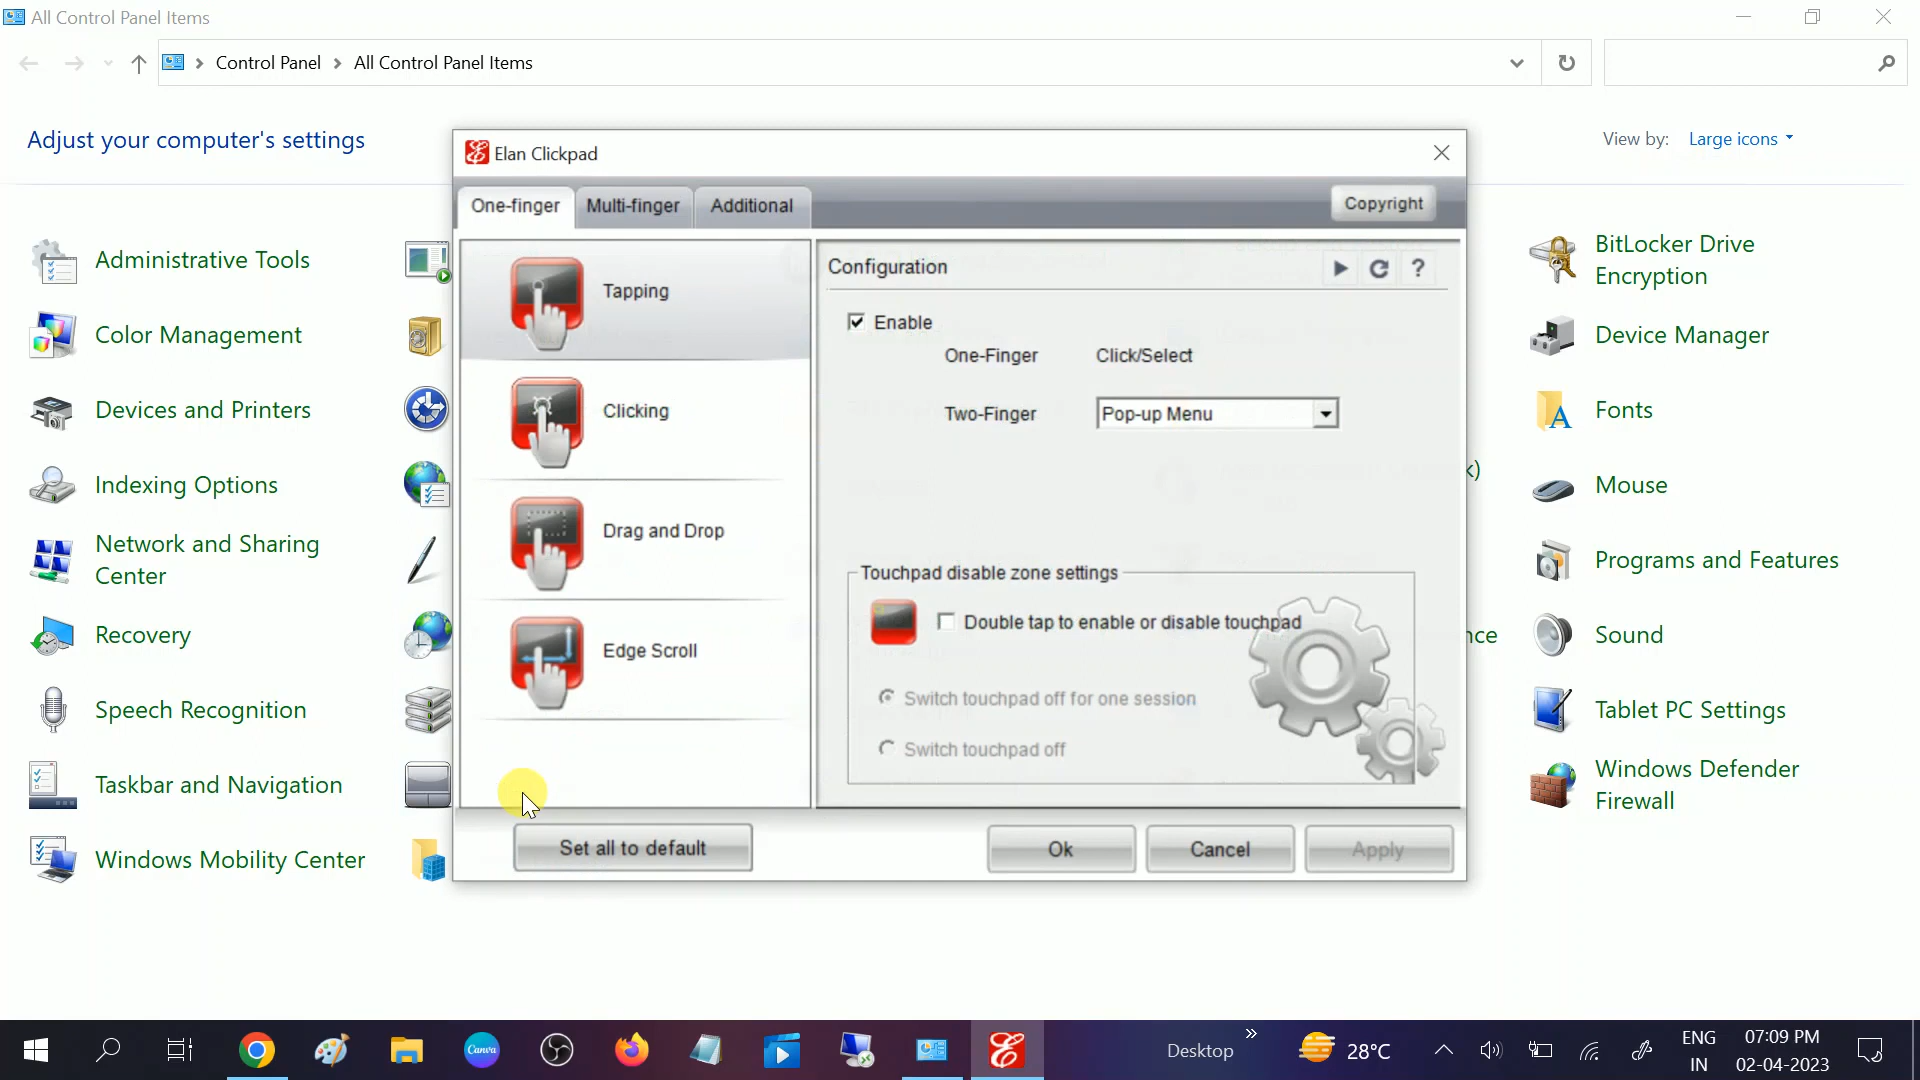 All Control Panel Items
Control Panel
All Control Panel Items
Adjust your computer's settings
View by:
Large icons
Administrative Tools
Color Management
Devices and Printers
Indexing Options
Network and Sharing
Center
Recovery
Speech Recognition
Taskbar and Navigation
Windows Mobility Center
Elan Clickpad
One-finger
Multi-finger
Additional
Copyright
Tapping
Clicking
Drag and Drop
Edge Scroll
Configuration
?
Enable
One-Finger
Click/Select
Two-Finger
Pop-up Menu
Touchpad disable zone settings
Double tap to enable or disable touchpad
Switch touchpad off for one session
Switch touchpad off
Set all to default
Ok
Cancel
Apply
k)
nce
BitLocker Drive
Encryption
Device Manager
Fonts
Mouse
Programs and Features
Sound
Tablet PC Settings
Windows Defender
Firewall
Canva
Desktop
28°C
ENG
IN
07:09 PM
02-04-2023